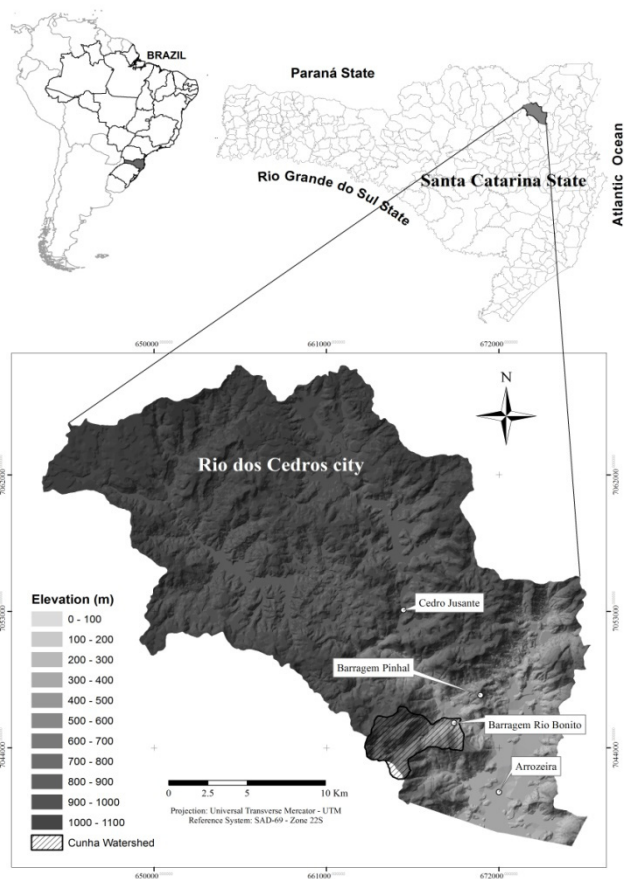 BRAZIL
Paraná State
Rio Grande do Sul State
Santa Catarina State
Atlantic Ocean
650000
661000
672000
N
Rio dos Cedros city
7062000
7062000
Elevation (m)
0 - 100
100 - 200
200 - 300
300 - 400
400 - 500
500 - 600
600 - 700
700 - 800
800 - 900
900 - 1000
1000 - 1100
Cunha Watershed
Cedro Jusante
7053000
7053000
Barragem Pinhal
Barragem Rio Bonito
7044000
7044000
Arrozeira
0 2.5 5 10 Km
Projection: Universal Transverse Mercator - UTM
Reference System: SAD-69 - Zone 22S
650000
661000
672000